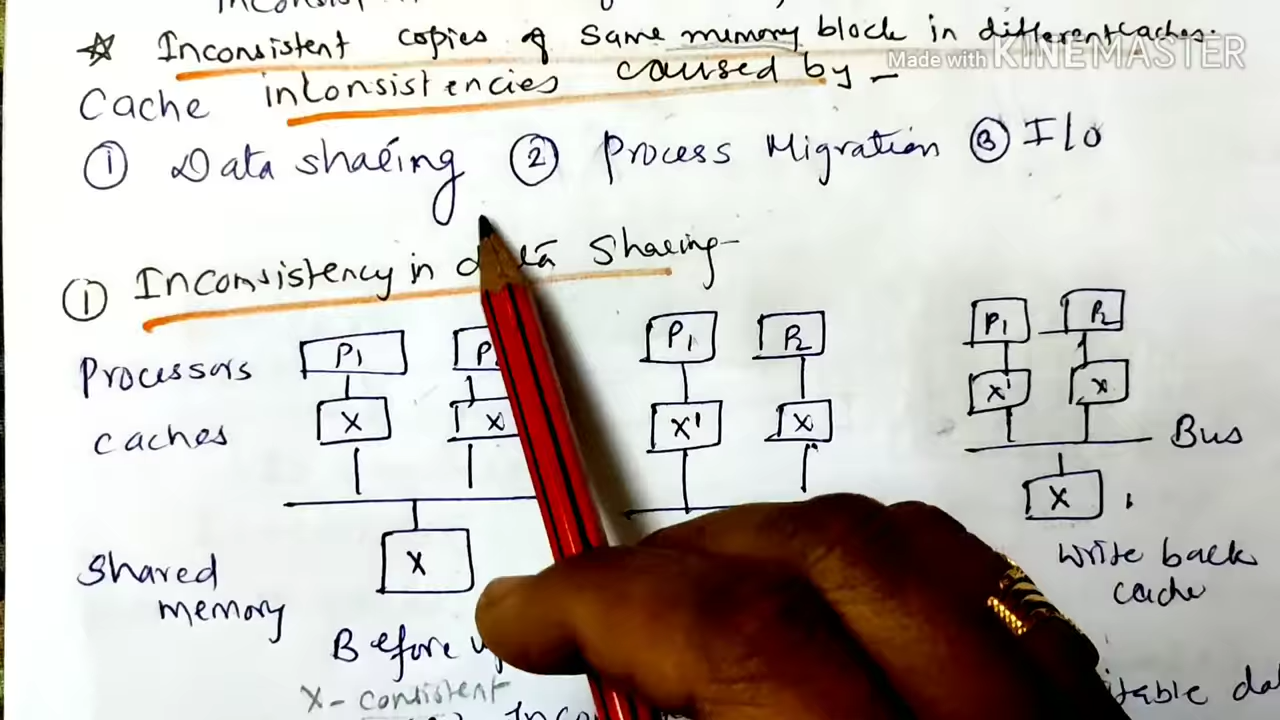 ☆ Inconsistent copies of same memory block in different caches.
Made with KINEMASTER
Cache inconsistencies caused by -
① Data sharing ② Process Migration ③ I/O
① Inconsistency in data sharing -
Processors P1 P1 P2 P1 P2
caches X X X' X X' X
Bus
Shared memory X X
Write back cache
Before
X - consistent